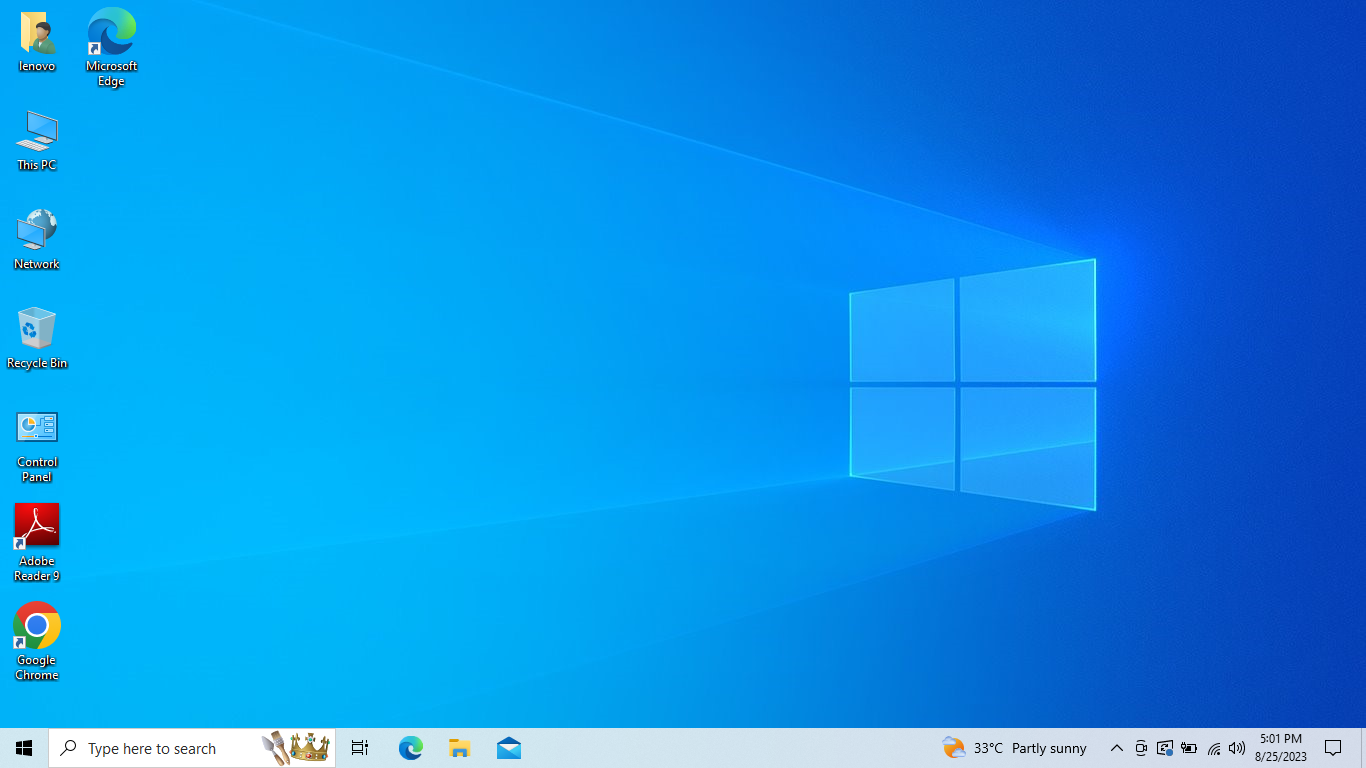 lenovo
Microsoft
Edge
This PC
Network
Recycle Bin
Control
Panel
Adobe
Reader 9
Google
Chrome
Type here to search
33°C Partly sunny
5:01 PM
8/25/2023